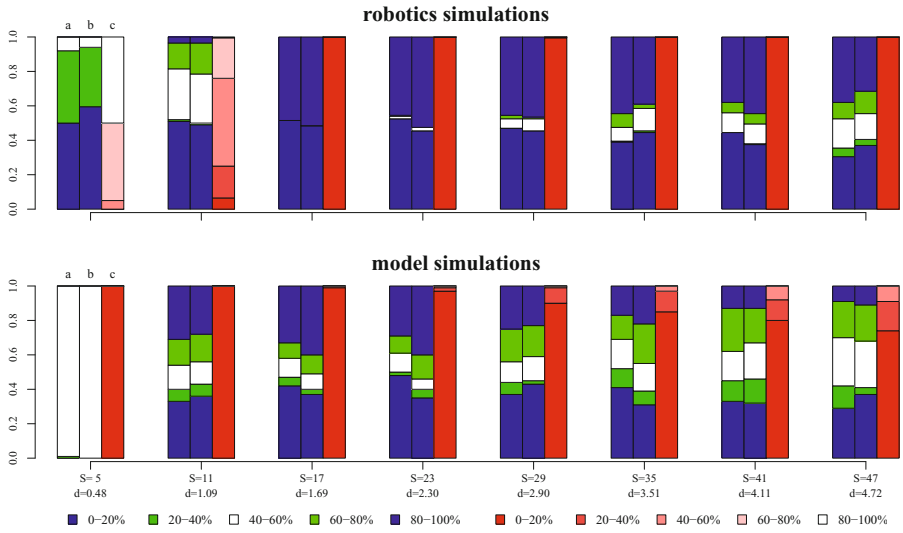 robotics simulations
a b c
1.0
0.8
0.6
0.4
0.2
0.0
model simulations
a b c
1.0
0.8
0.6
0.4
0.2
0.0
S= 5 S=11 S=17 S=23 S=29 S=35 S=41 S=47
d=0.48 d=1.09 d=1.69 d=2.30 d=2.90 d=3.51 d=4.11 d=4.72
0−20% 20−40% 40−60% 60−80% 80−100% 0−20% 20−40% 40−60% 60−80% 80−100%